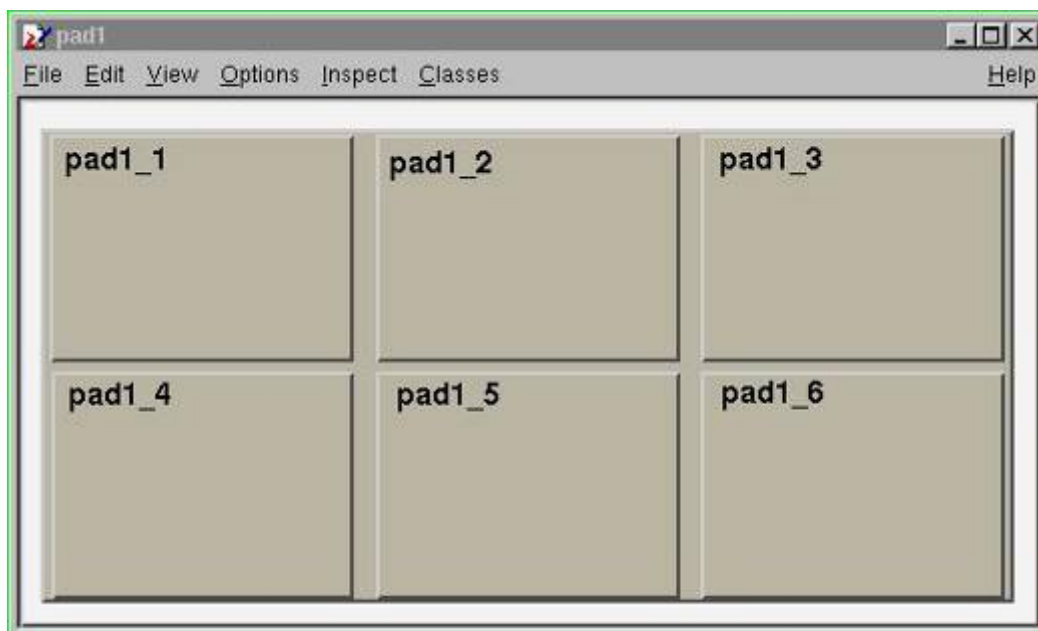 pad1
File Edit View Options Inspect Classes Help
pad1_1 pad1_2 pad1_3
pad1_4 pad1_5 pad1_6